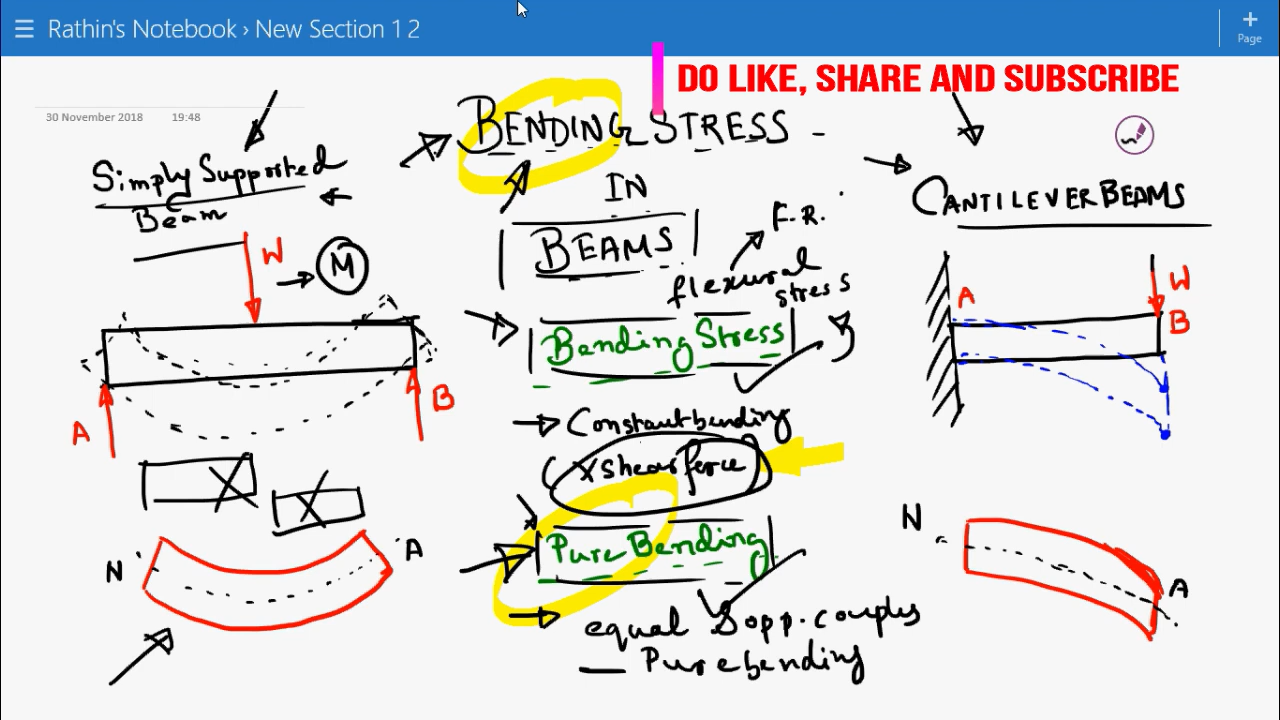 Rathin's Notebook › New Section 1 2
+
Page
DO LIKE, SHARE AND SUBSCRIBE
30 November 2018 19:48
BENDING STRESS
IN
BEAMS
Simply Supported
Beam
W
M
A
B
N
A
F.R.
flexural
stress
Bending Stress
Constant bending
(X shear force)
Pure Bending
equal & opp. couples
Pure bending
CANTILEVER BEAMS
A
W
B
N
A